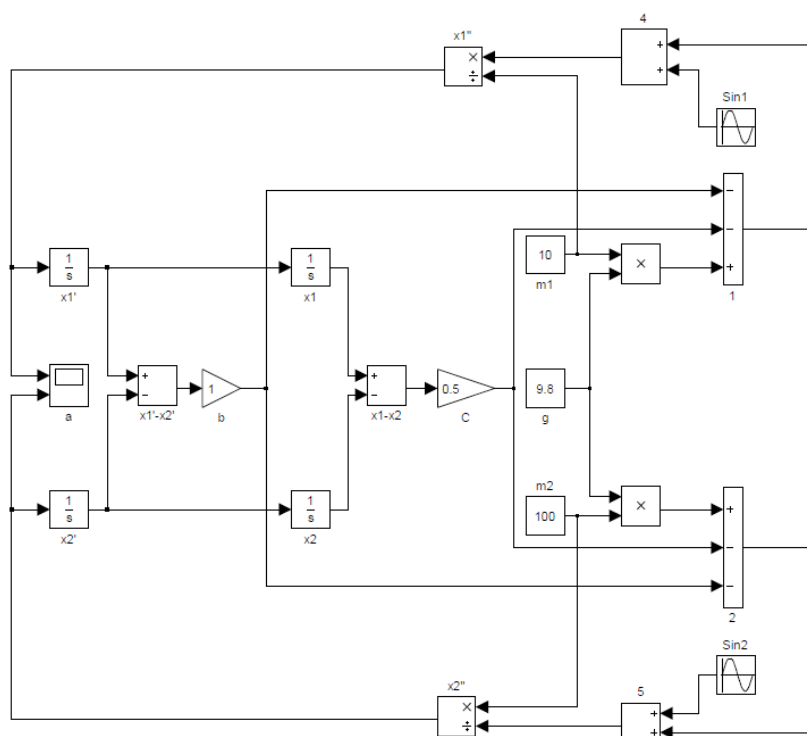 4
x1''
+
+
×
÷
Sin1
−
−
+
1
1
s
x1'
1
s
x1
10
m1
×
a
+
−
x1'-x2'
1
b
+
−
x1-x2
0.5
C
9.8
g
1
s
x2'
1
s
x2
m2
100
×
+
−
−
2
Sin2
x2''
×
÷
5
+
+